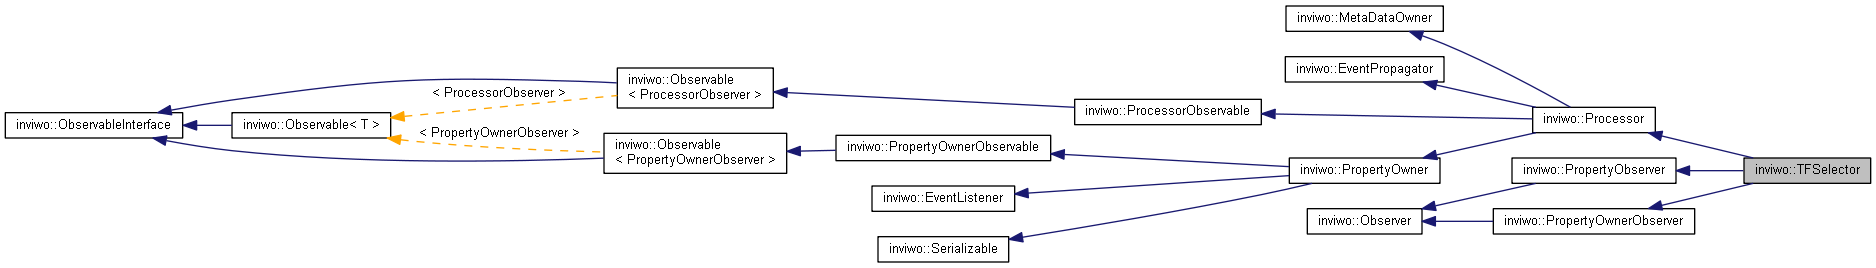 inviwo::MetaDataOwner
inviwo::EventPropagator
inviwo::Observable
< ProcessorObserver >
< ProcessorObserver >
inviwo::ProcessorObservable
inviwo::Processor
inviwo::ObservableInterface
inviwo::Observable< T >
< PropertyOwnerObserver >
inviwo::Observable
< PropertyOwnerObserver >
inviwo::PropertyOwnerObservable
inviwo::PropertyOwner
inviwo::PropertyObserver
inviwo::TFSelector
inviwo::EventListener
inviwo::Observer
inviwo::PropertyOwnerObserver
inviwo::Serializable